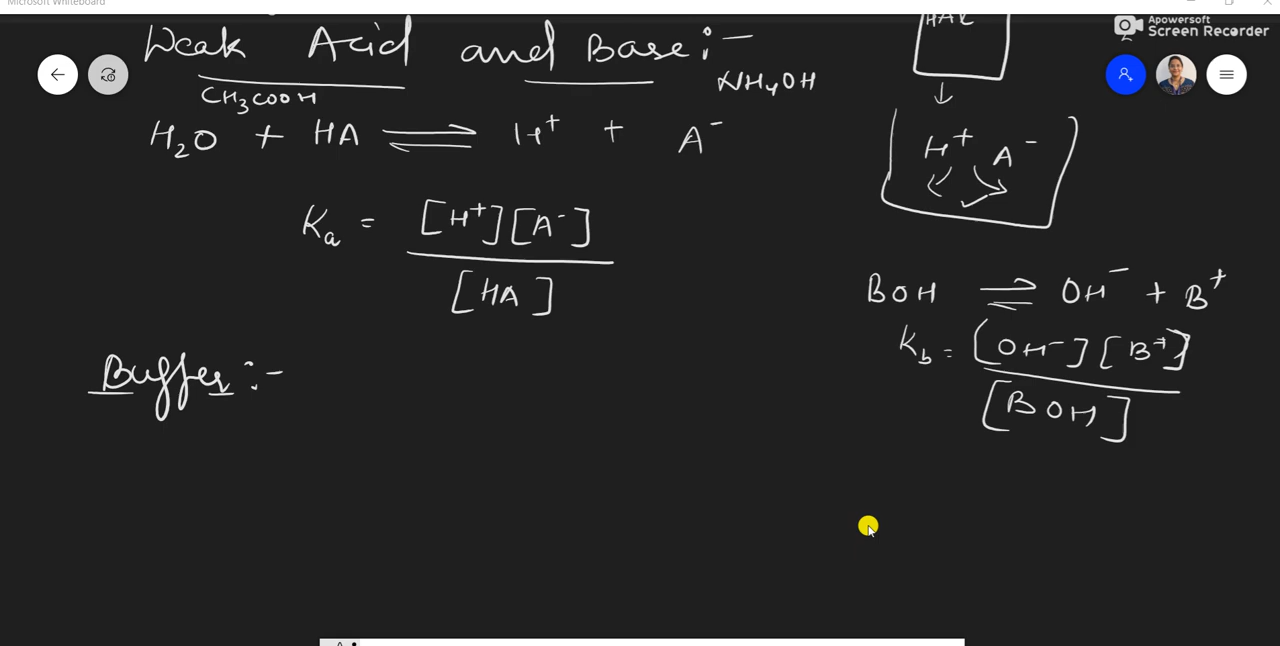 Microsoft Whiteboard
Apowersoft
Screen Recorder
Weak Acid and Base :-
CH₃COOH
NH₄OH
H₂O + HA ⇌ H⁺ + A⁻
H⁺ A⁻
Kₐ = [H⁺][A⁻]
[HA]
BOH ⇌ OH⁻ + B⁺
K_b = [OH⁻][B⁺]
[BOH]
Buffer :-